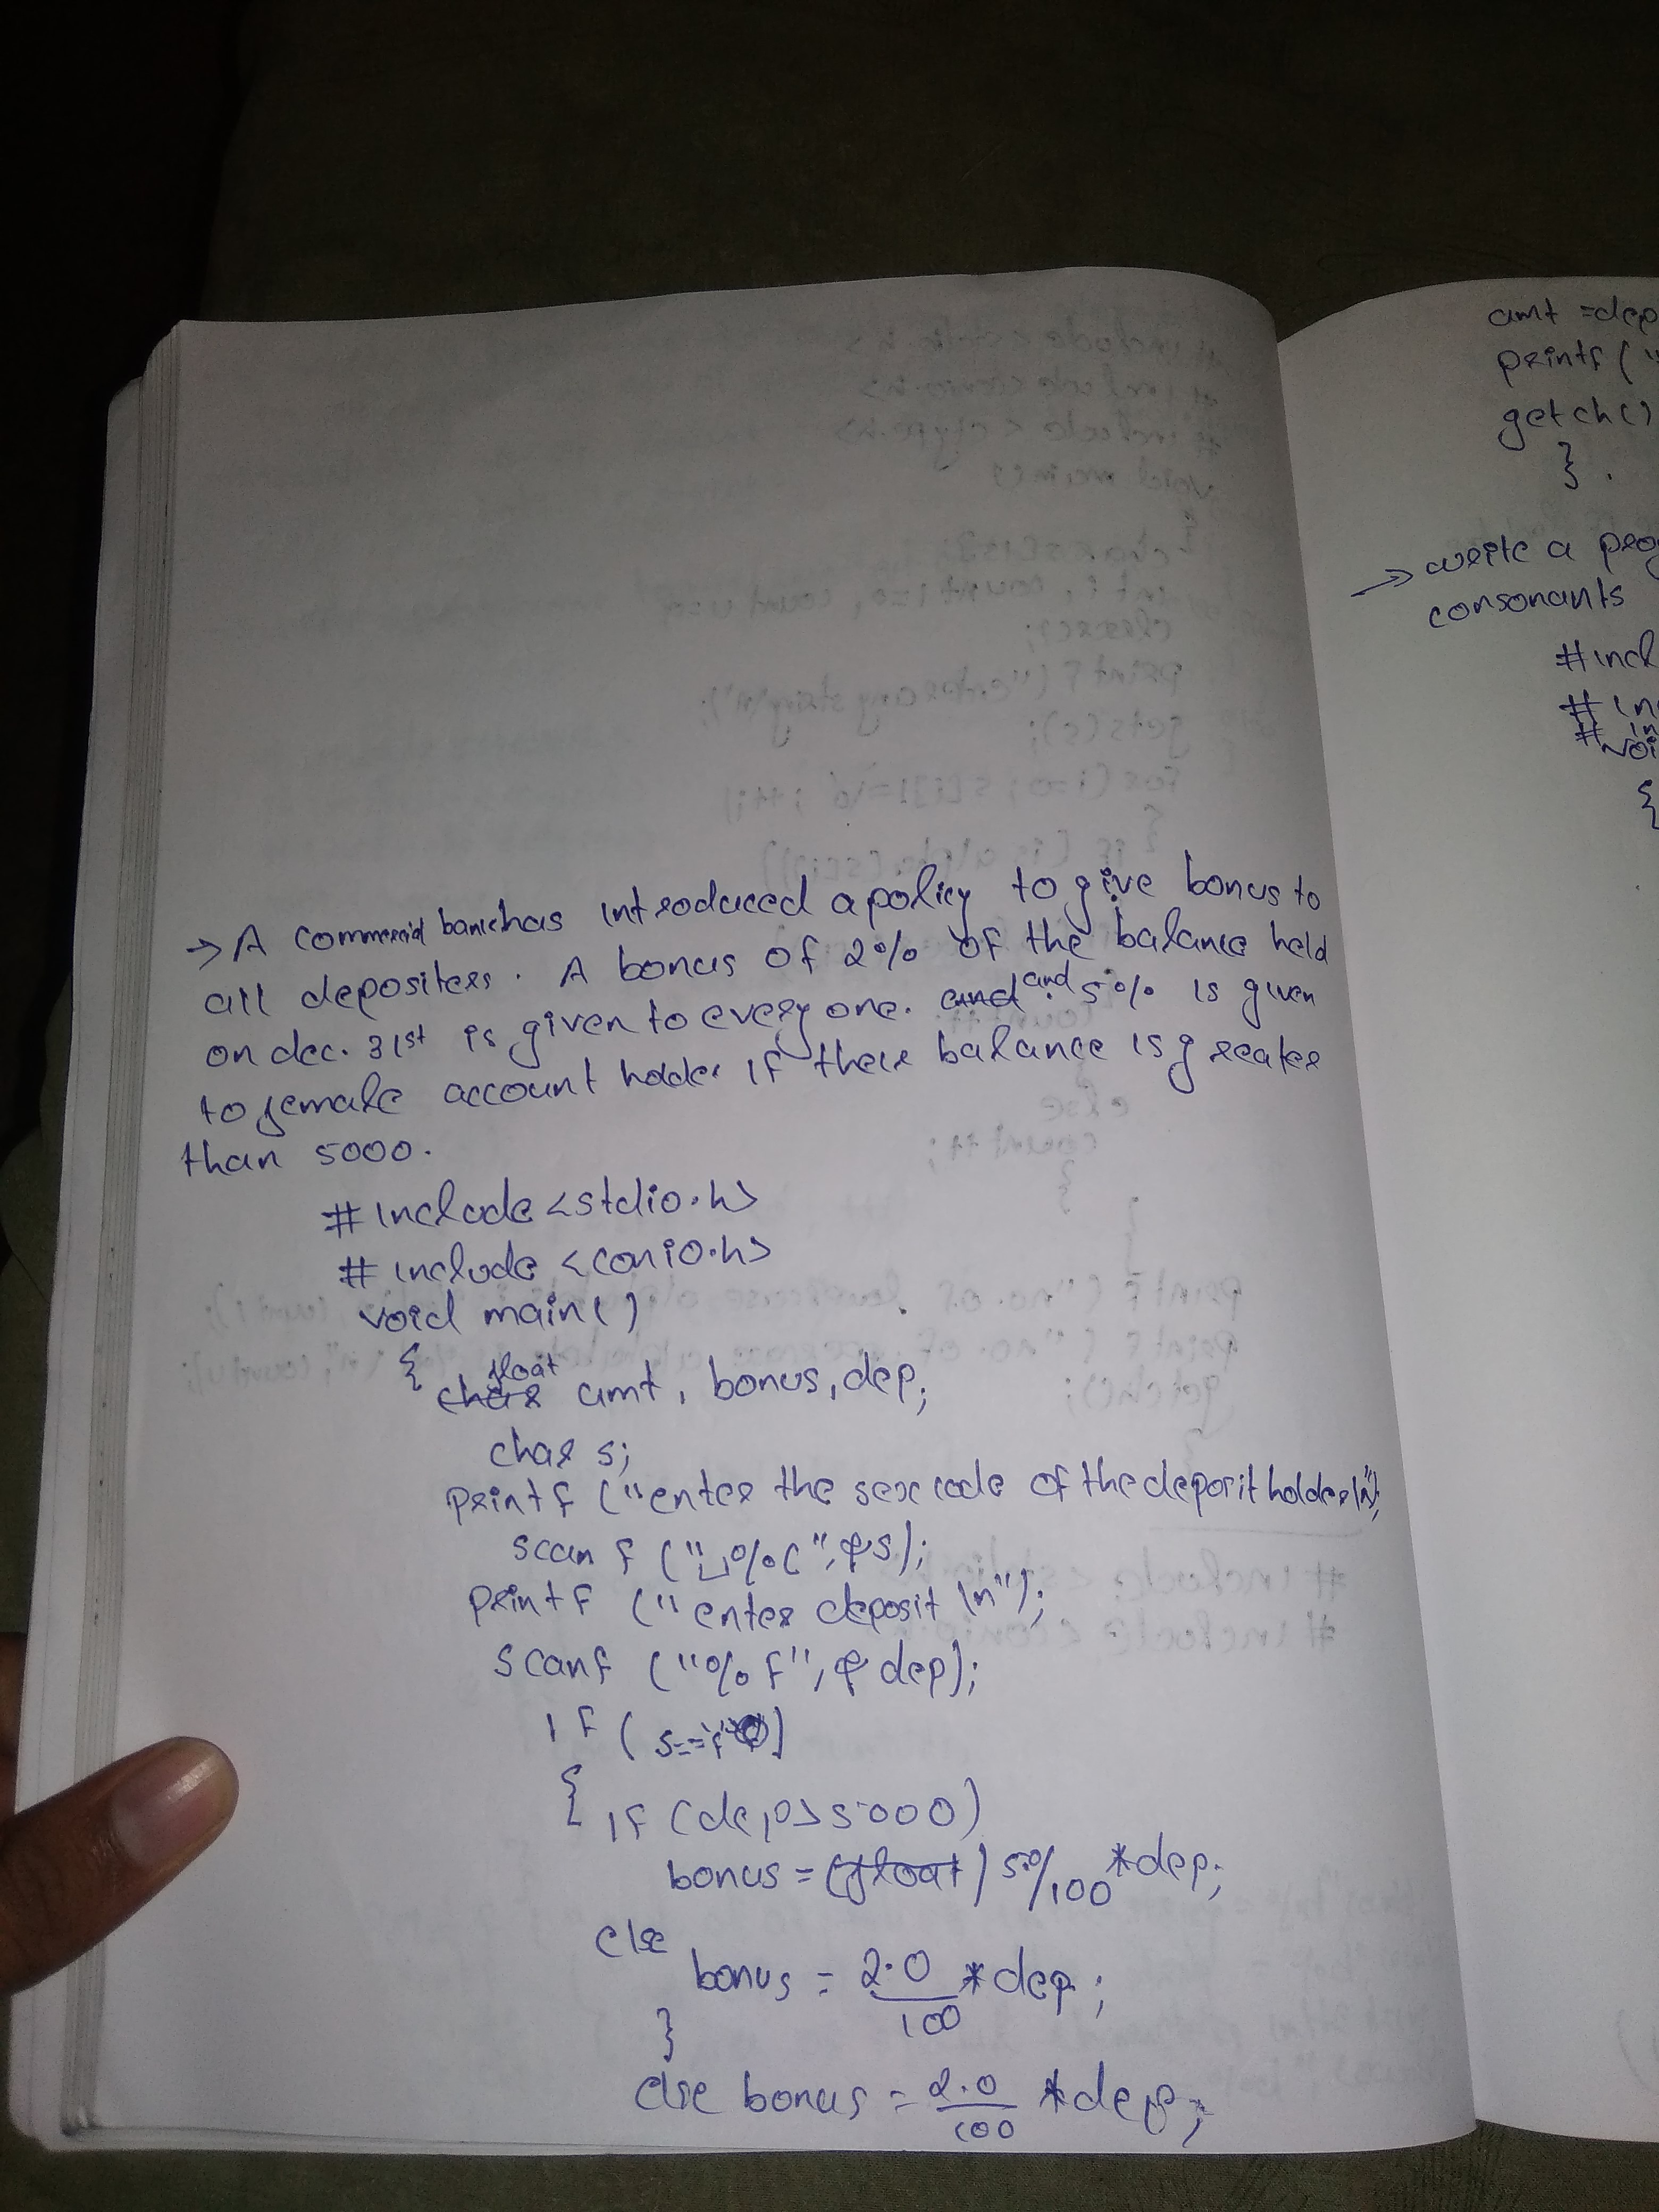 → A commercial bank has introduced a policy to give bonus to
all depositers. A bonus of 2% of the balance held
on dec. 31st is given to every one. and 5% is given
to female account holder if there balance is greater
than 5000.
#include <stdio.h>
#include <conio.h>
void main()
{
float amt, bonus, dep;
char s;
printf ("enter the sex code of the deposit holder\n");
scanf ("␣%c", &s);
printf ("enter deposit \n");
scanf ("%f", &dep);
if (s==
{ if (dep>5000)
bonus = (float) 5.0/100 *dep;
else
bonus = 2.0/100 *dep;
}
else bonus = 2.0/100 *dep;
amt =dep
printf ("
getch()
}.
→ write a prog
consonants
#incl
#in
#in
voi
{